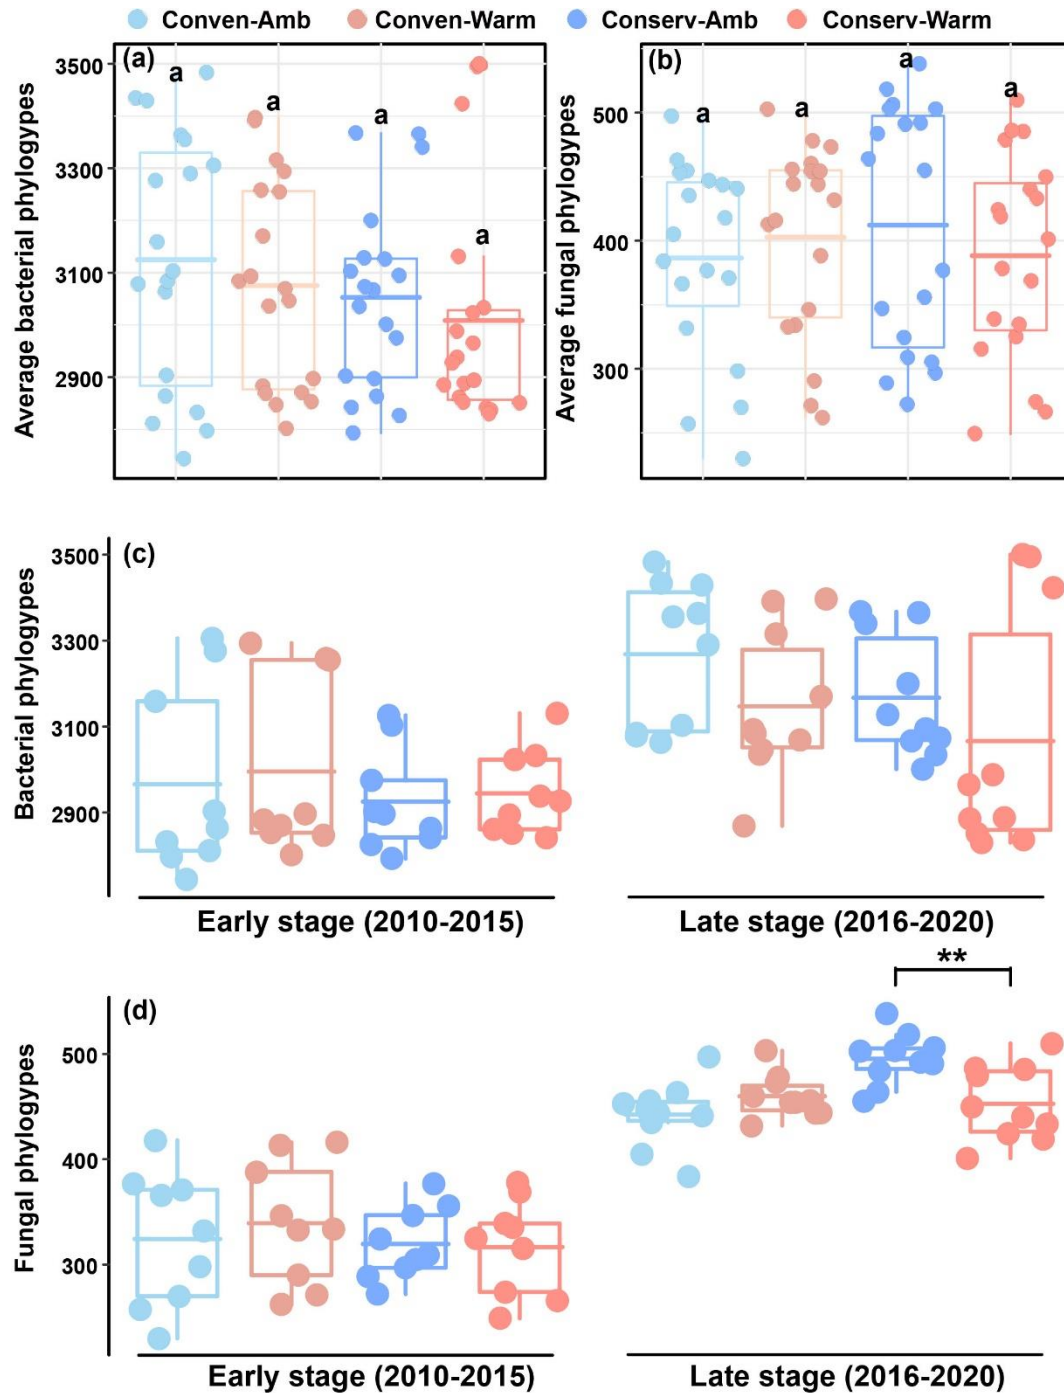 Conven-Amb Conven-Warm Conserv-Amb Conserv-Warm
(a)
Average bacterial phylogypes
3500
3300
3100
2900
a
a
a
a
(b)
Average fungal phylogypes
500
400
300
a
a
a
a
(c)
Bacterial phylogypes
3500
3300
3100
2900
Early stage (2010-2015)
Late stage (2016-2020)
(d)
Fungal phylogypes
500
400
300
**
Early stage (2010-2015)
Late stage (2016-2020)